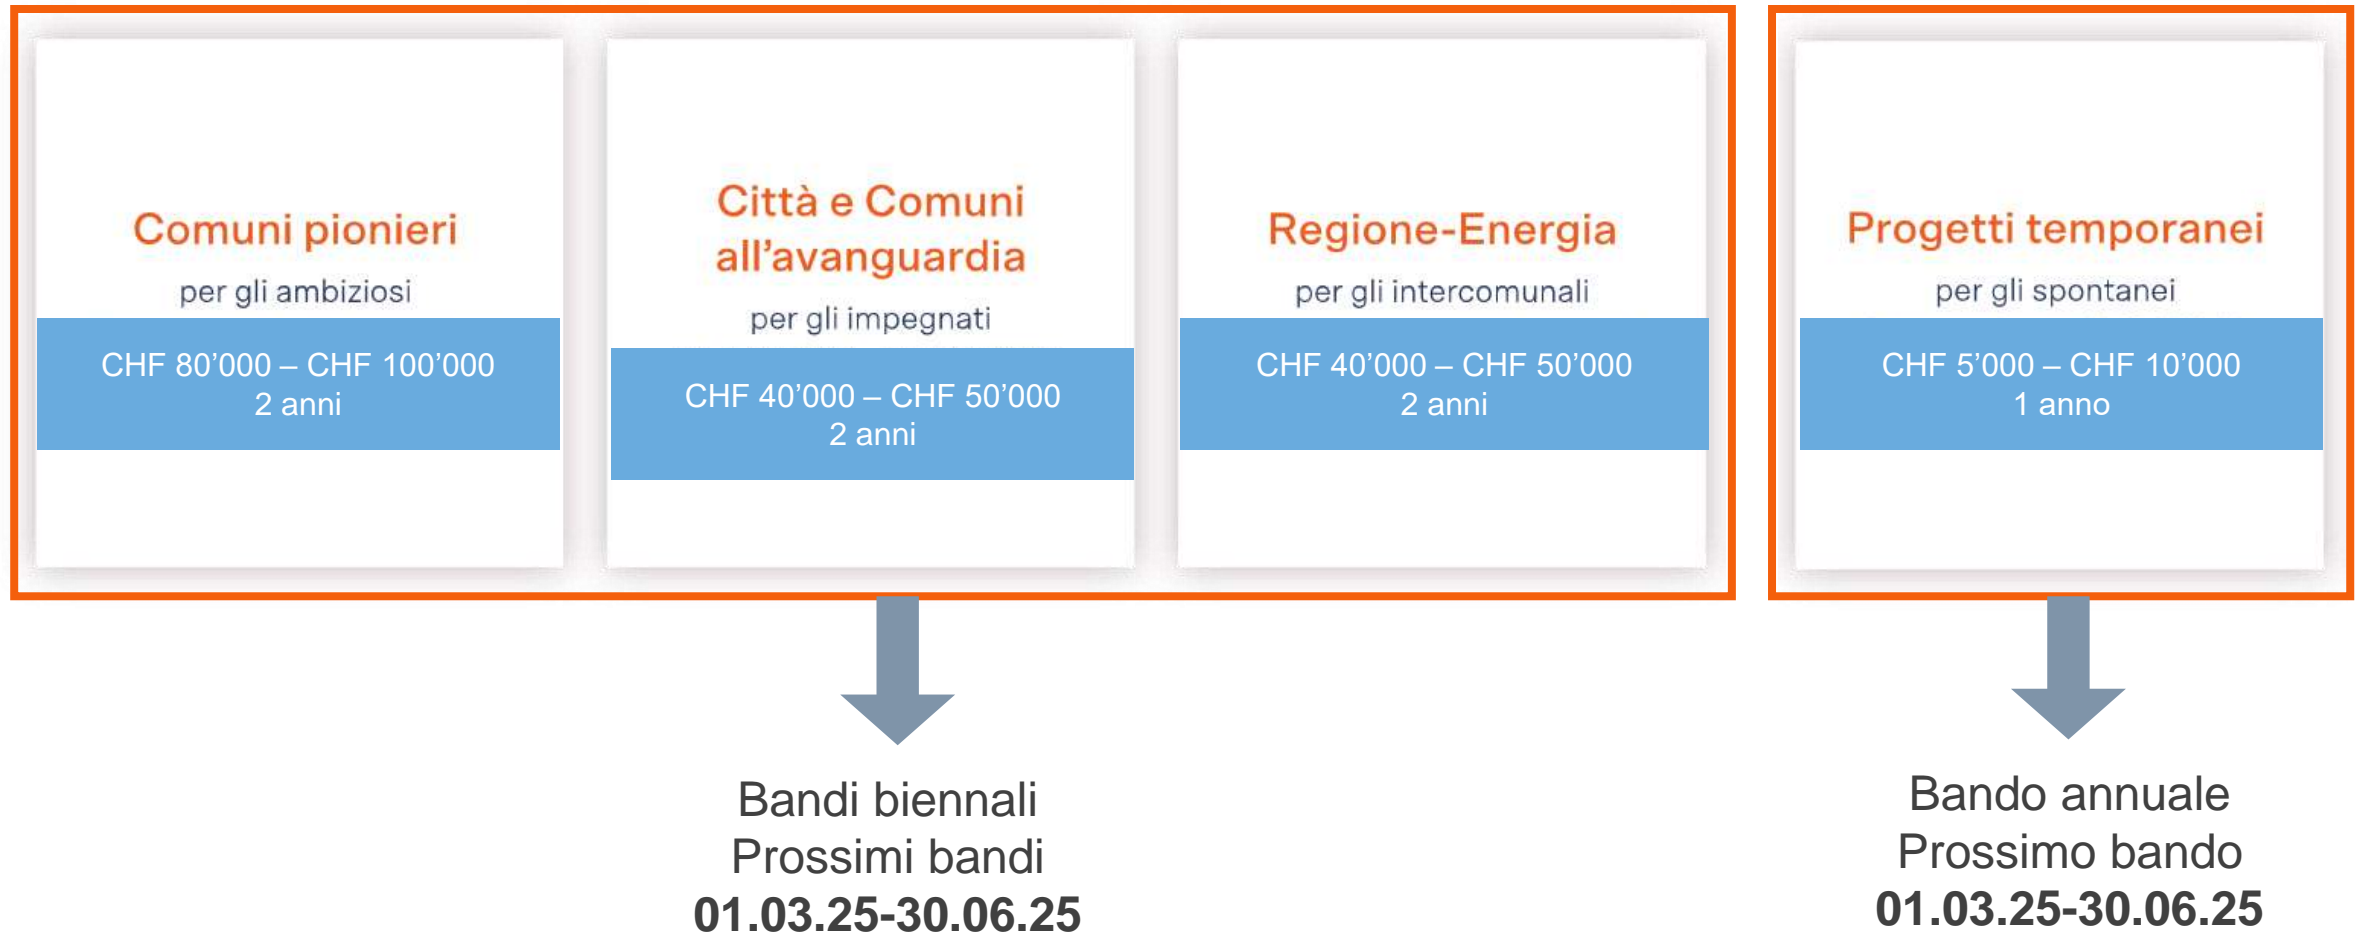 Comuni pionieri
per gli ambiziosi
CHF 80’000 – CHF 100’000
2 anni
Città e Comuni
all’avanguardia
per gli impegnati
CHF 40’000 – CHF 50’000
2 anni
Regione-Energia
per gli intercomunali
CHF 40’000 – CHF 50’000
2 anni
Progetti temporanei
per gli spontanei
CHF 5’000 – CHF 10’000
1 anno
Bandi biennali
Prossimi bandi
01.03.25-30.06.25
Bando annuale
Prossimo bando
01.03.25-30.06.25